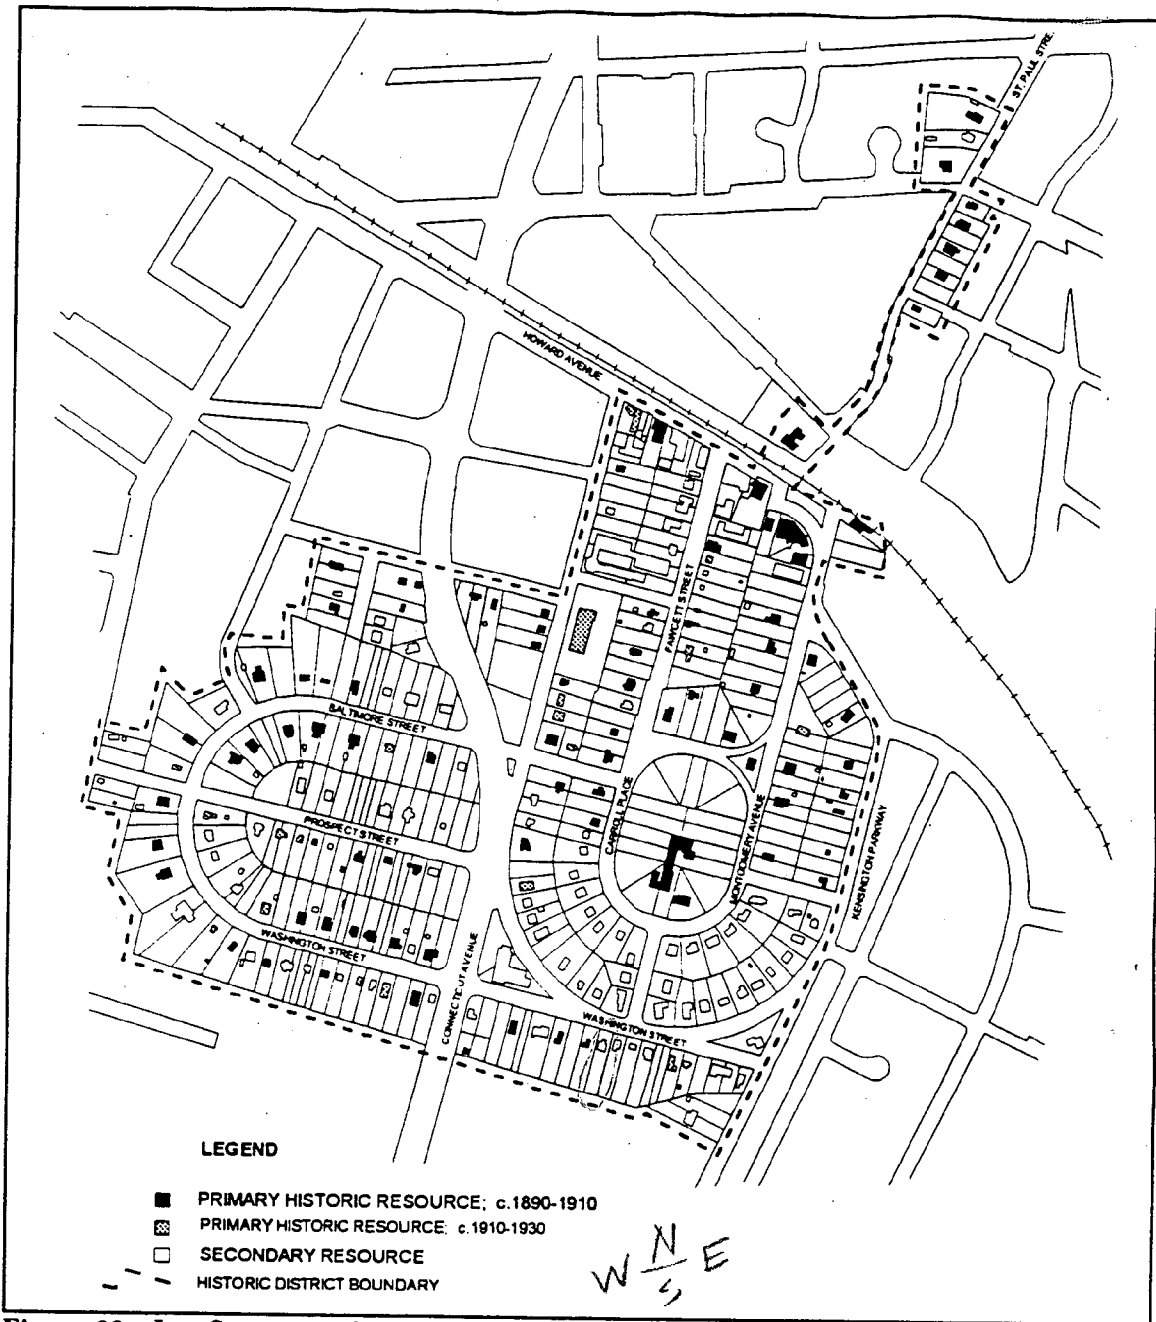 ST. PAUL STRE
HOWARD AVENUE
FAWCETT STREET
BALTIMORE STREET
CARROLL PLACE
MONTGOMERY AVENUE
PROSPECT STREET
KENSINGTON PARKWAY
WASHINGTON STREET
CONNECTICUT AVENUE
WASHINGTON STREET
LEGEND
PRIMARY HISTORIC RESOURCE; c.1890-1910
PRIMARY HISTORIC RESOURCE; c.1910-1930
SECONDARY RESOURCE
HISTORIC DISTRICT BOUNDARY
N
W E
S